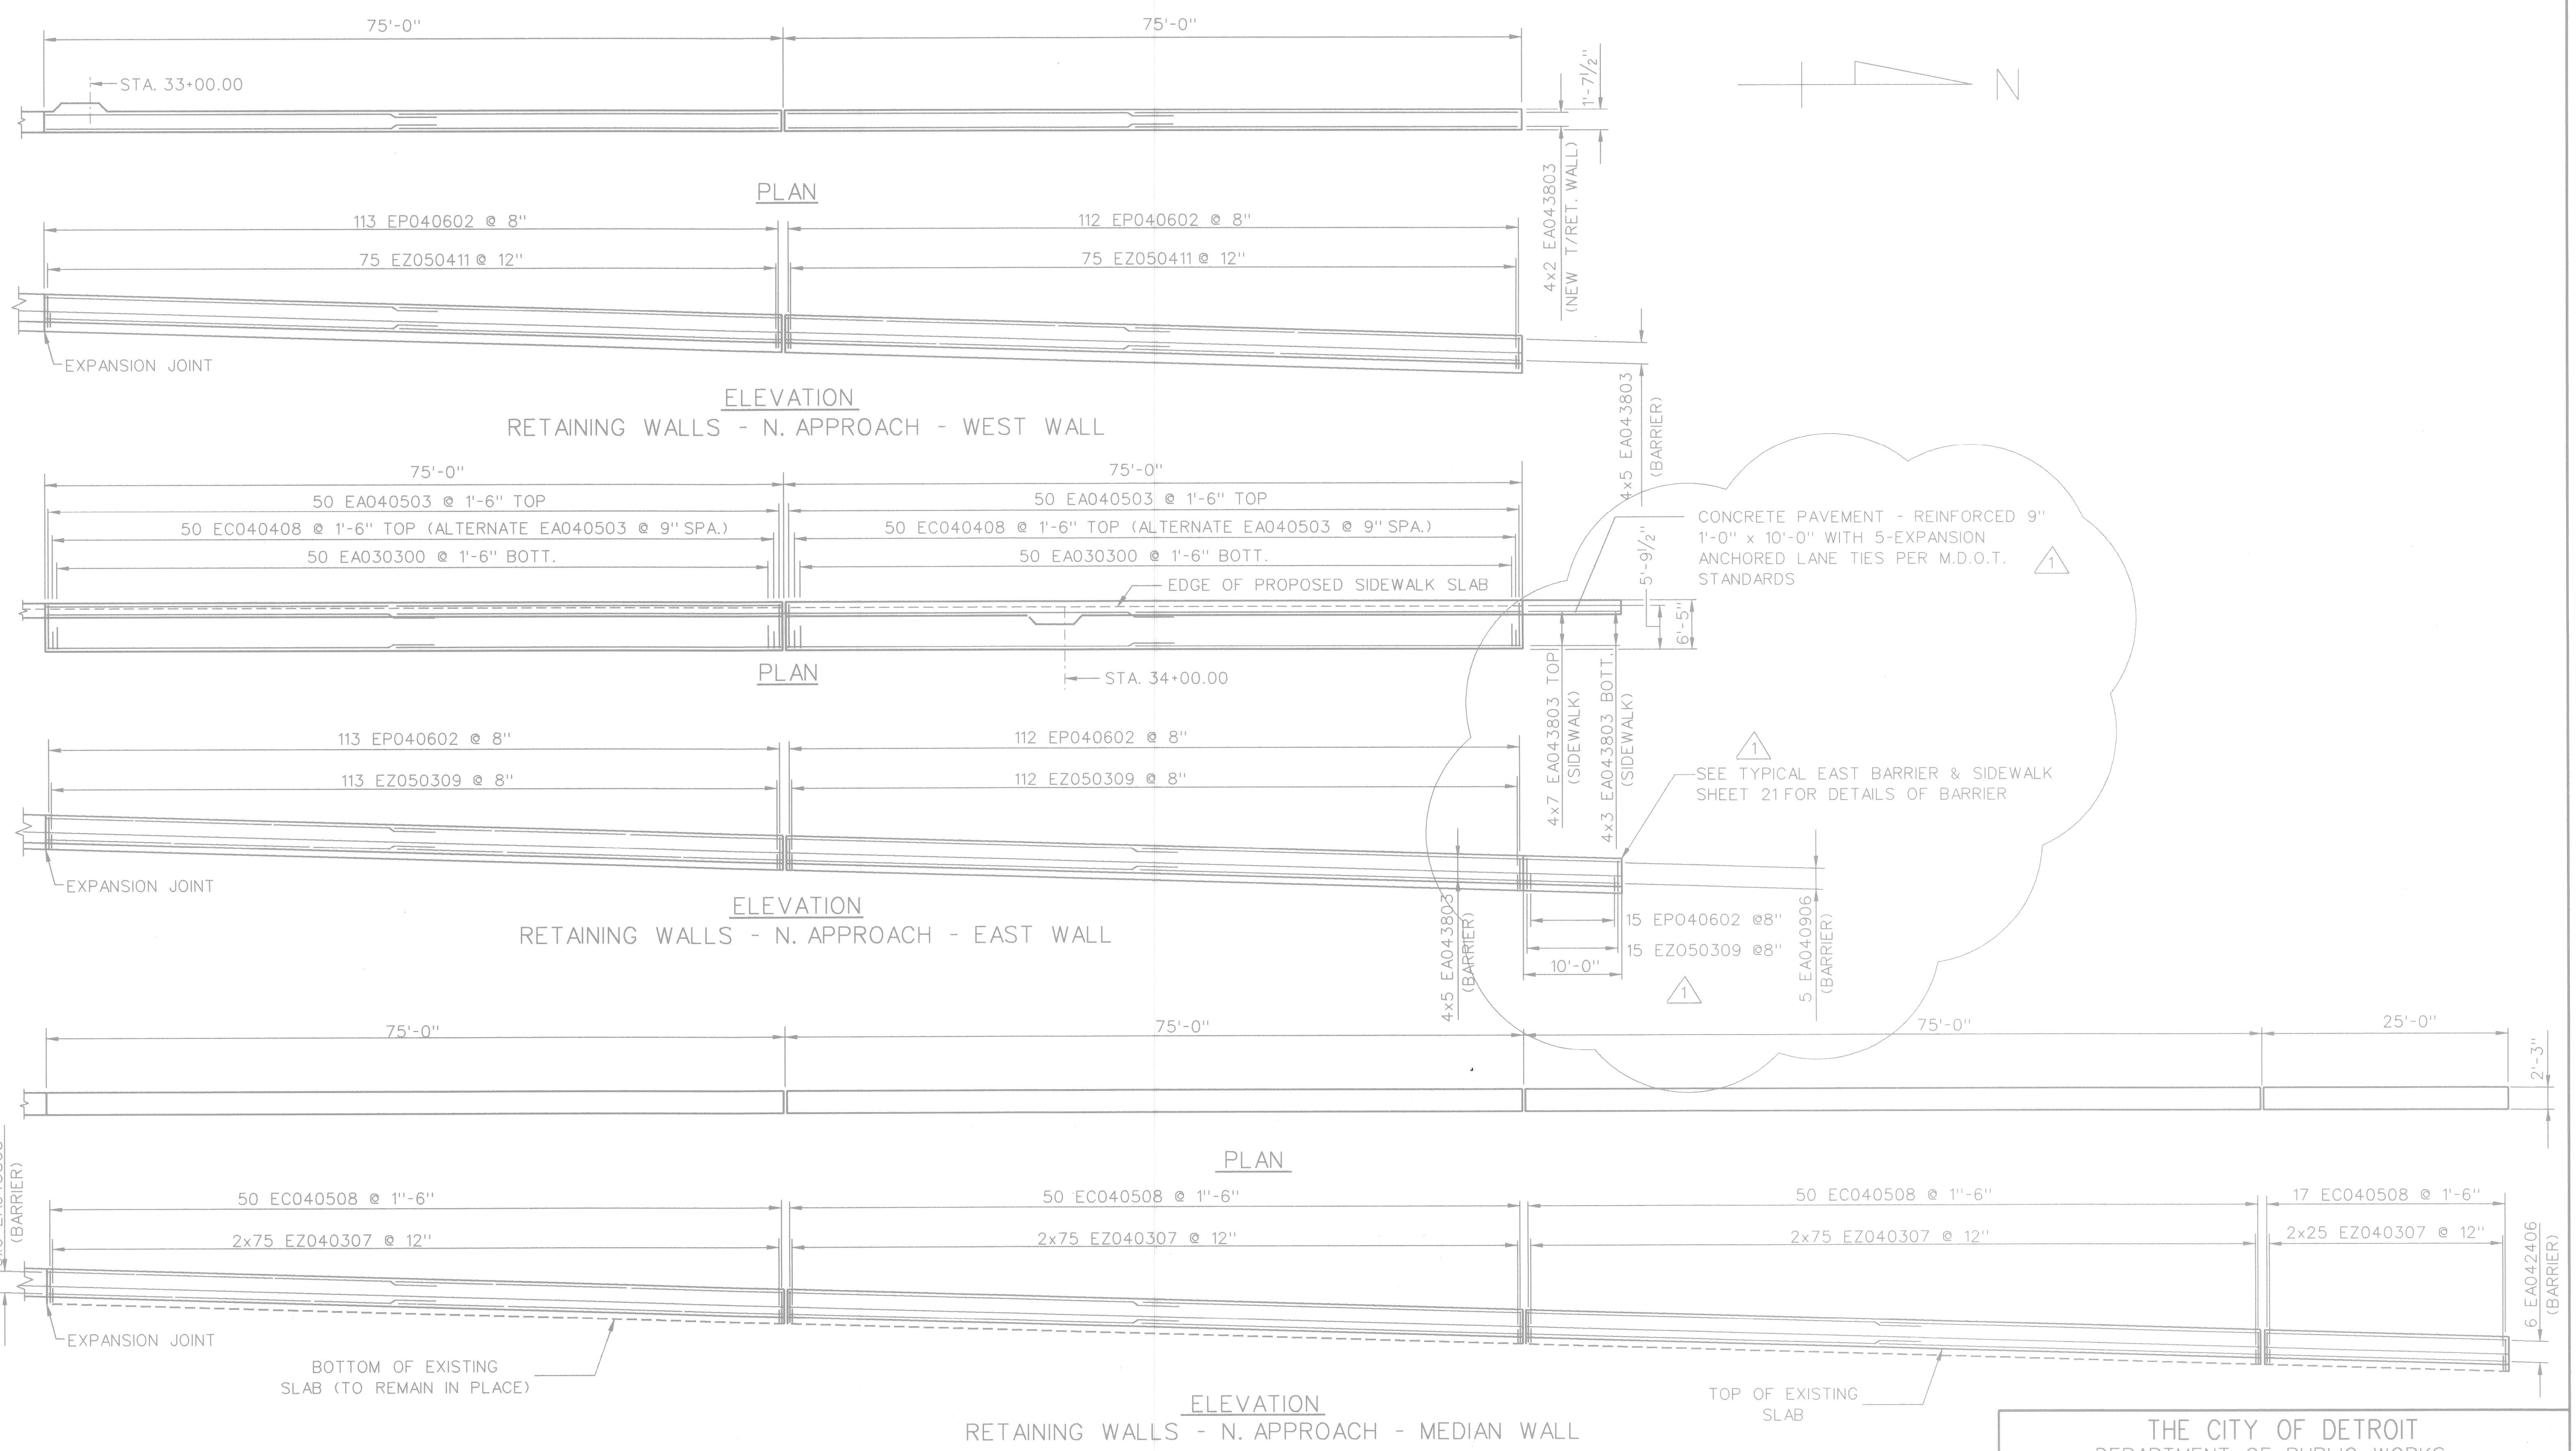 75'-0"
75'-0"
STA. 33+00.00
1'-7½"
N
4x2 EA043803
(NEW T/RET. WALL)
PLAN
113 EP040602 @ 8"
112 EP040602 @ 8"
75 EZ050411 @ 12"
75 EZ050411 @ 12"
EXPANSION JOINT
4x5 EA043803
(BARRIER)
ELEVATION
RETAINING WALLS - N. APPROACH - WEST WALL
75'-0"
75'-0"
50 EA040503 @ 1'-6" TOP
50 EA040503 @ 1'-6" TOP
50 EC040408 @ 1'-6" TOP (ALTERNATE EA040503 @ 9" SPA.)
50 EC040408 @ 1'-6" TOP (ALTERNATE EA040503 @ 9" SPA.)
50 EA030300 @ 1'-6" BOTT.
50 EA030300 @ 1'-6" BOTT.
EDGE OF PROPOSED SIDEWALK SLAB
CONCRETE PAVEMENT - REINFORCED 9"
1'-0" x 10'-0" WITH 5-EXPANSION
ANCHORED LANE TIES PER M.D.O.T.
STANDARDS
1
5'-9½"
6'-5"
PLAN
STA. 34+00.00
4x7 EA043803 TOP
(SIDEWALK)
4x3 EA043803 BOTT.
(SIDEWALK)
113 EP040602 @ 8"
112 EP040602 @ 8"
113 EZ050309 @ 8"
112 EZ050309 @ 8"
1
SEE TYPICAL EAST BARRIER & SIDEWALK
SHEET 21 FOR DETAILS OF BARRIER
EXPANSION JOINT
ELEVATION
RETAINING WALLS - N. APPROACH - EAST WALL
4x5 EA043803
(BARRIER)
15 EP040602 @8"
15 EZ050309 @8"
10'-0"
1
5 EA040906
(BARRIER)
75'-0"
75'-0"
75'-0"
25'-0"
2'-3"
PLAN
(BARRIER)
50 EC040508 @ 1"-6"
50 EC040508 @ 1"-6"
50 EC040508 @ 1"-6"
17 EC040508 @ 1'-6"
2x75 EZ040307 @ 12"
2x75 EZ040307 @ 12"
2x75 EZ040307 @ 12"
2x25 EZ040307 @ 12"
6 EA042406
(BARRIER)
EXPANSION JOINT
BOTTOM OF EXISTING
SLAB (TO REMAIN IN PLACE)
TOP OF EXISTING
SLAB
ELEVATION
RETAINING WALLS - N. APPROACH - MEDIAN WALL
THE CITY OF DETROIT
DEPARTMENT OF PUBLIC WORKS